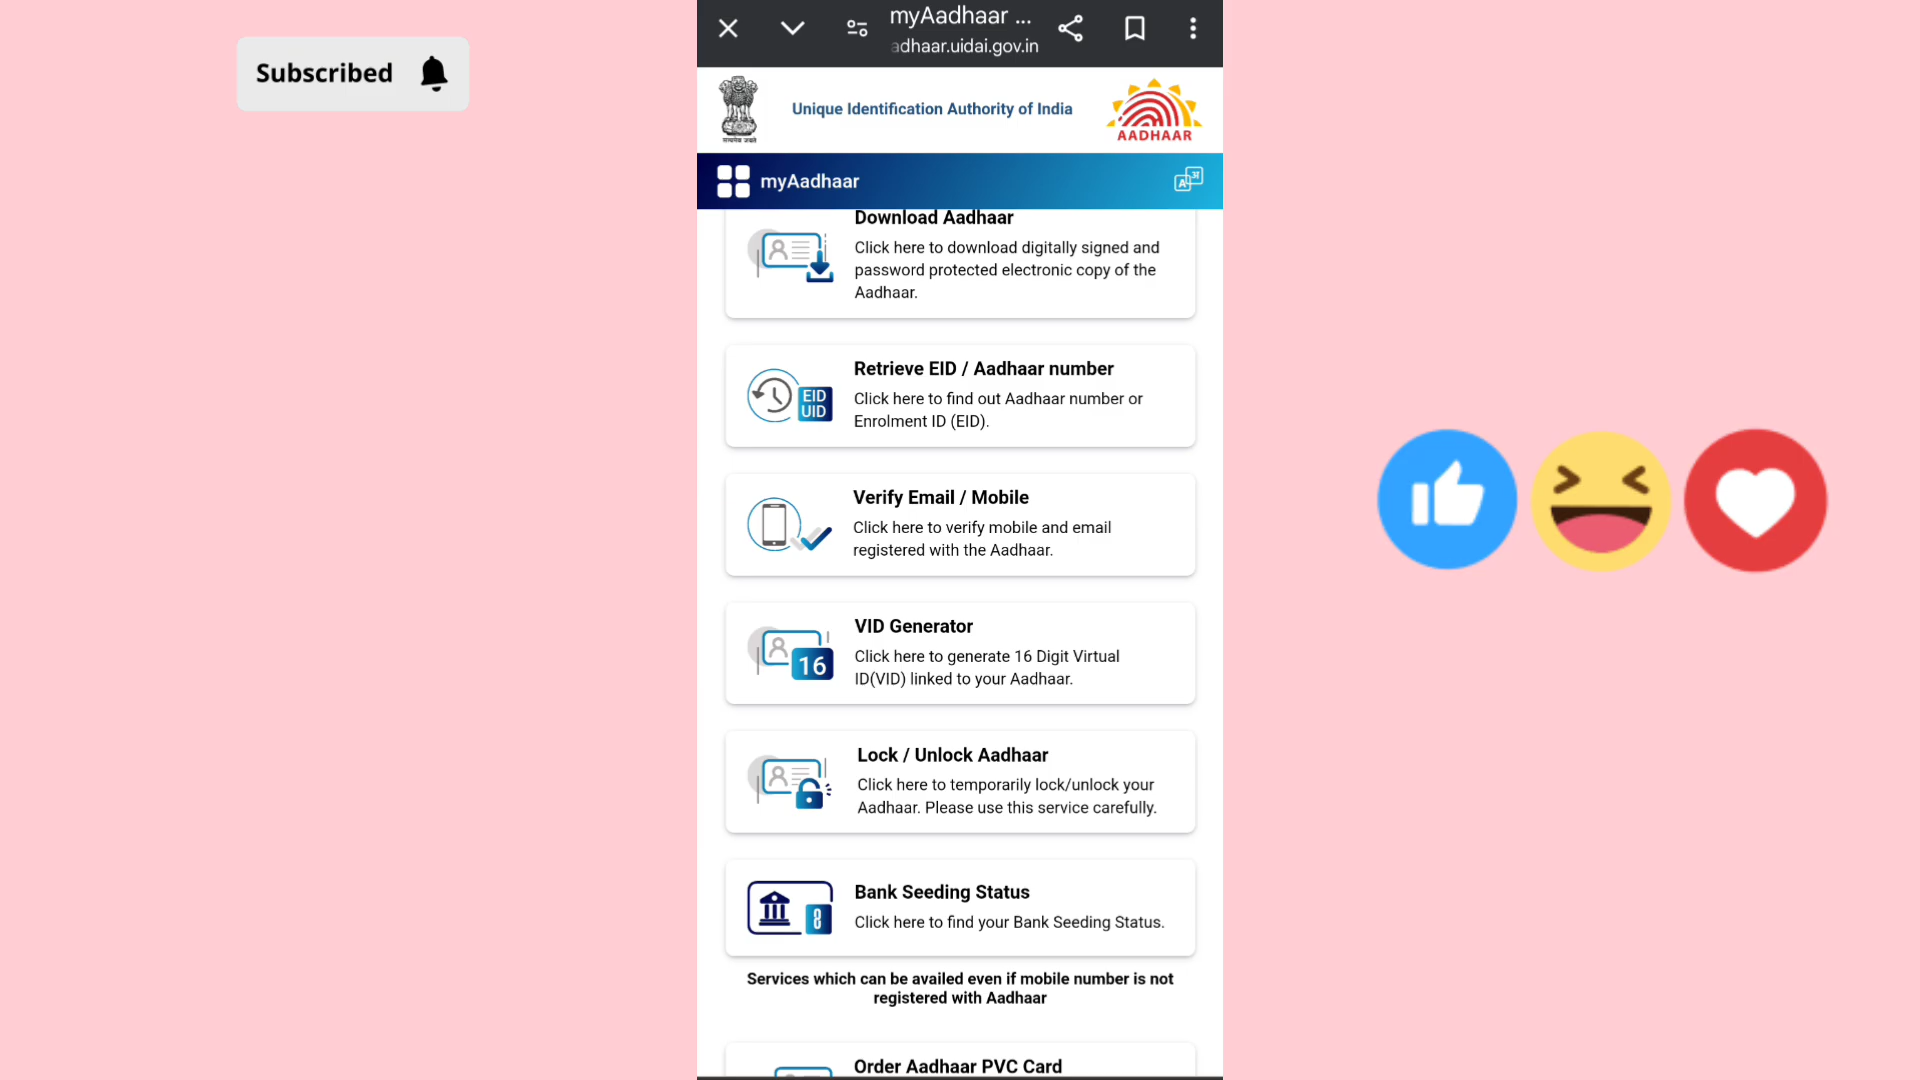 Subscribed
myAadhaar ...
adhaar.uidai.gov.in
सत्यमेव जयते
Unique Identification Authority of India
AADHAAR
myAadhaar
A अ
Download Aadhaar
Click here to download digitally signed and
password protected electronic copy of the
Aadhaar.
Retrieve EID / Aadhaar number
EID
UID
Click here to find out Aadhaar number or
Enrolment ID (EID).
Verify Email / Mobile
Click here to verify mobile and email
registered with the Aadhaar.
VID Generator
16
Click here to generate 16 Digit Virtual
ID(VID) linked to your Aadhaar.
Lock / Unlock Aadhaar
Click here to temporarily lock/unlock your
Aadhaar. Please use this service carefully.
Bank Seeding Status
Click here to find your Bank Seeding Status.
Services which can be availed even if mobile number is not
registered with Aadhaar
Order Aadhaar PVC Card